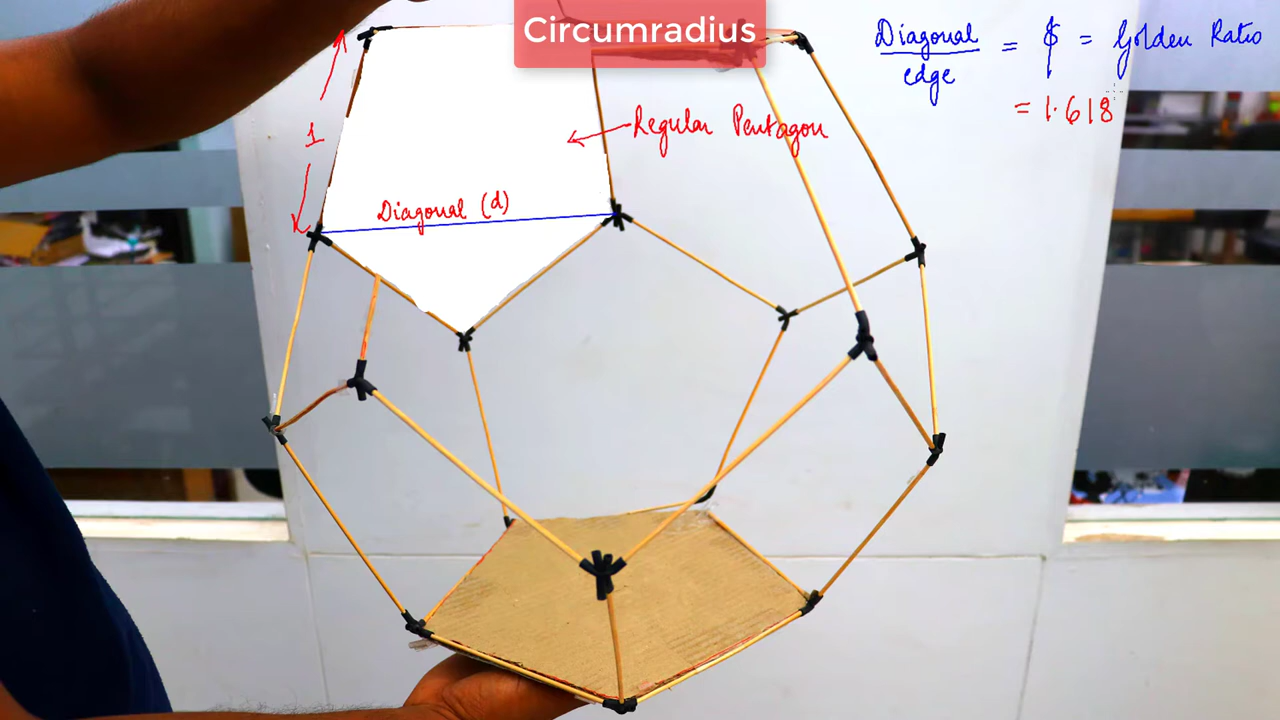 Circumradius
Diagonal
edge
= ϕ = Golden Ratio
= 1.618
1
Regular Pentagon
Diagonal (d)